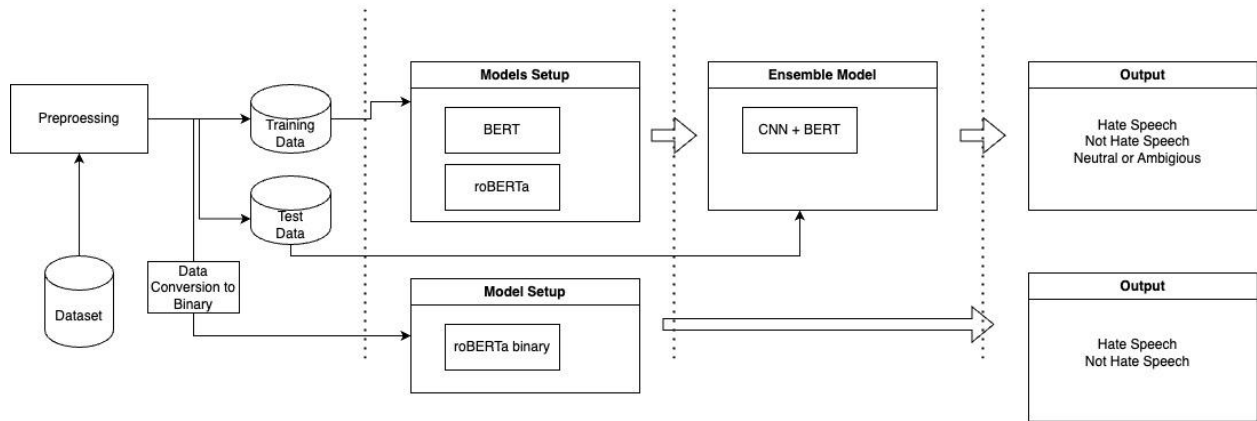 Preproessing
Dataset
Training
Data
Test
Data
Data
Conversion to
Binary
Models Setup
BERT
roBERTa
Model Setup
roBERTa binary
Ensemble Model
CNN + BERT
Output
Hate Speech
Not Hate Speech
Neutral or Ambigious
Output
Hate Speech
Not Hate Speech